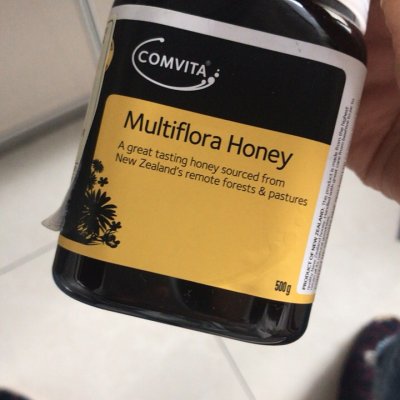 COMVITA
Multiflora Honey
A great tasting honey sourced from
New Zealand's remote forests & pastures
500g
PRODUCT OF NEW ZEALAND.